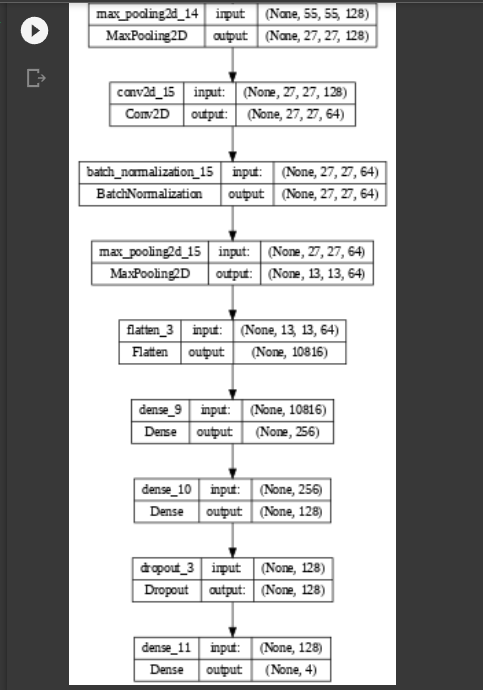 max_pooling2d_14 input: (None, 55, 55, 128)
MaxPooling2D output: (None, 27, 27, 128)
conv2d_15 input: (None, 27, 27, 128)
Conv2D output: (None, 27, 27, 64)
batch_normalization_15 input: (None, 27, 27, 64)
BatchNormalization output: (None, 27, 27, 64)
max_pooling2d_15 input: (None, 27, 27, 64)
MaxPooling2D output: (None, 13, 13, 64)
flatten_3 input: (None, 13, 13, 64)
Flatten output: (None, 10816)
dense_9 input: (None, 10816)
Dense output: (None, 256)
dense_10 input: (None, 256)
Dense output: (None, 128)
dropout_3 input: (None, 128)
Dropout output: (None, 128)
dense_11 input: (None, 128)
Dense output: (None, 4)